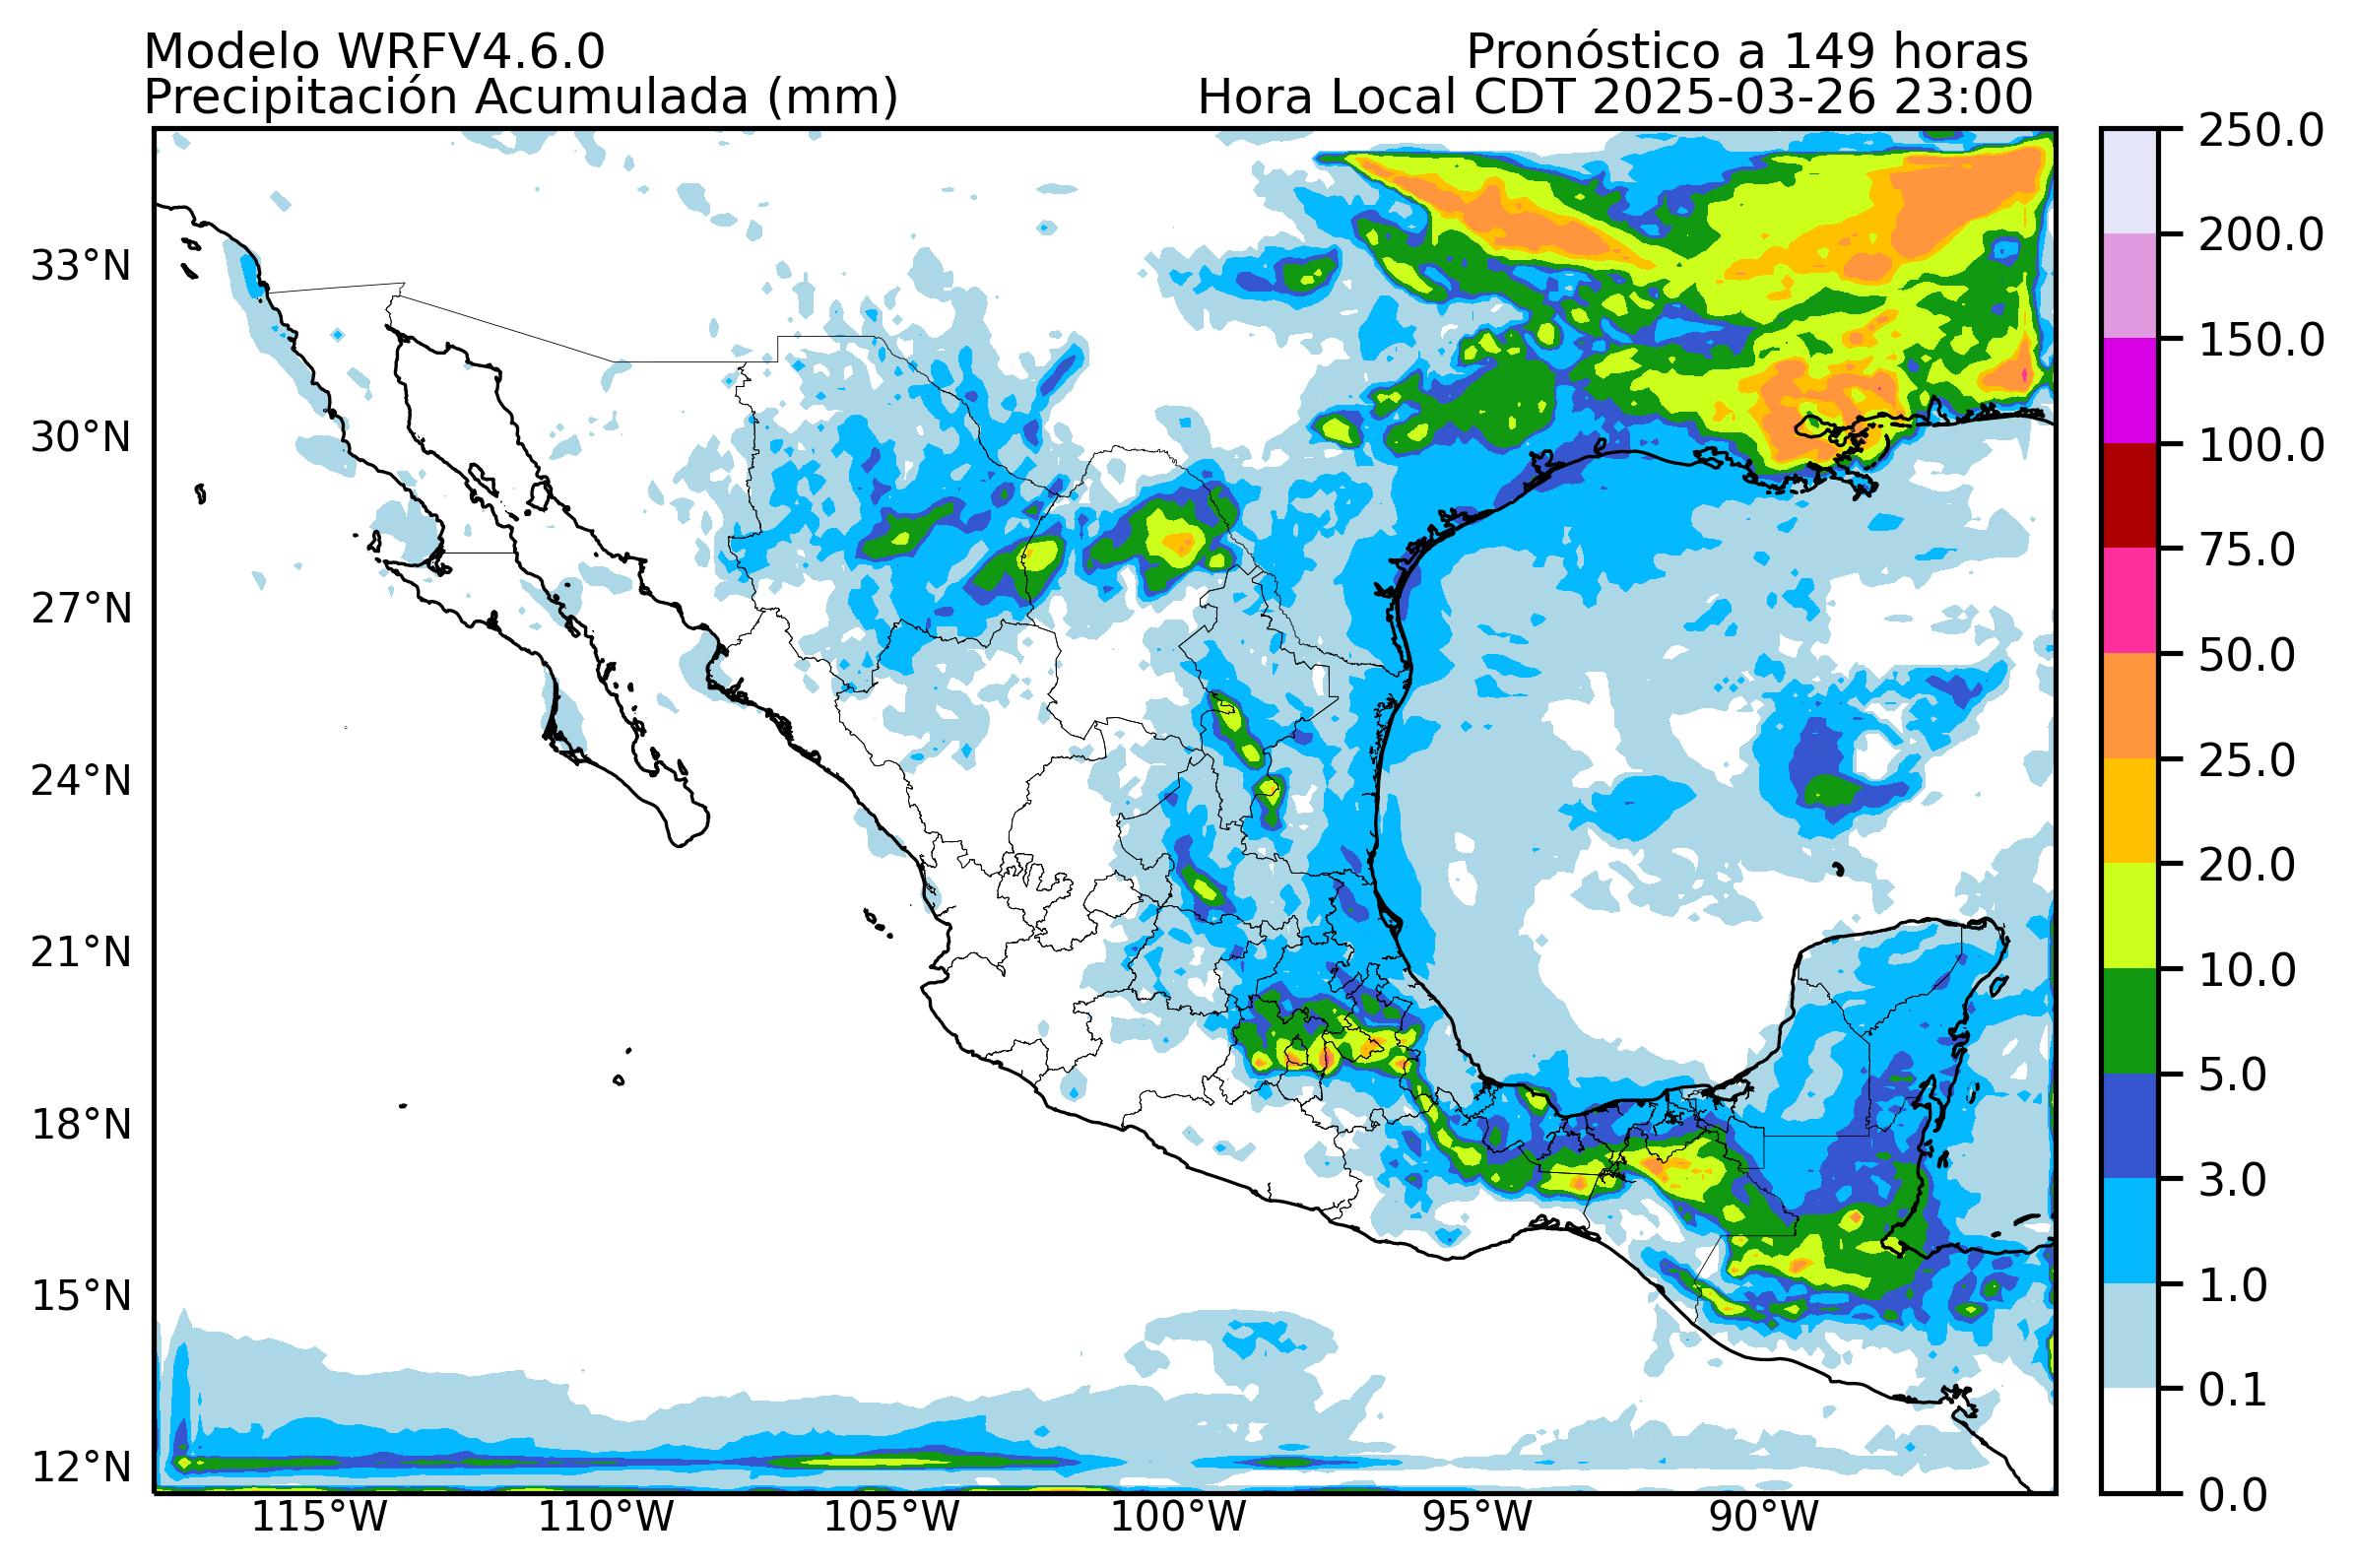 Modelo WRFV4.6.0
Pronóstico a 149 horas
Precipitación Acumulada (mm)
Hora Local CDT 2025-03-26 23:00
33°N
30°N
27°N
24°N
21°N
18°N
15°N
12°N
115°W
110°W
105°W
100°W
95°W
90°W
250.0
200.0
150.0
100.0
75.0
50.0
25.0
20.0
10.0
5.0
3.0
1.0
0.1
0.0